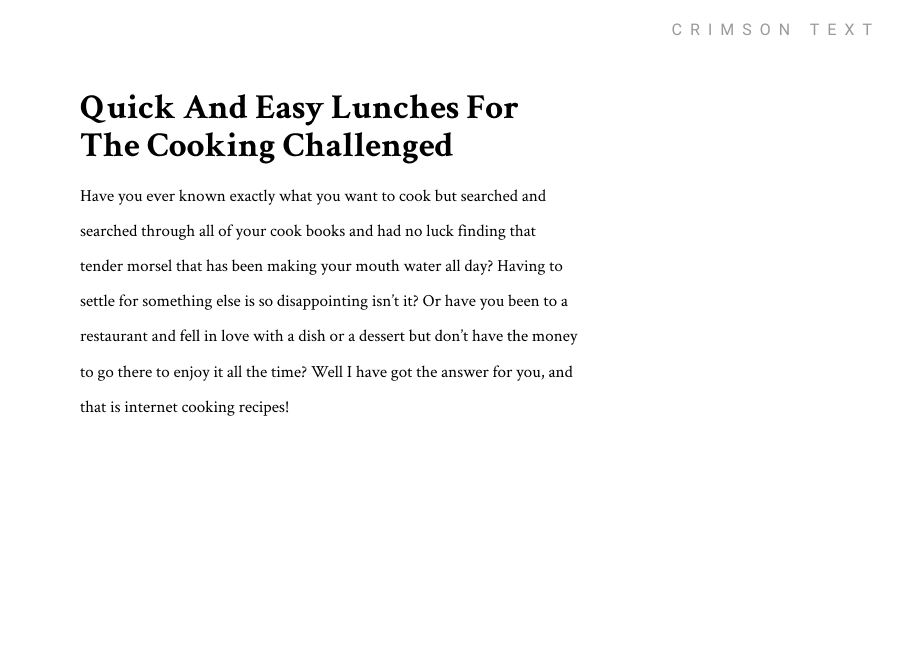 CRIMSON TEXT
Quick And Easy Lunches For
The Cooking Challenged
Have you ever known exactly what you want to cook but searched and
searched through all of your cook books and had no luck finding that
tender morsel that has been making your mouth water all day? Having to
settle for something else is so disappointing isn’t it? Or have you been to a
restaurant and fell in love with a dish or a dessert but don’t have the money
to go there to enjoy it all the time? Well I have got the answer for you, and
that is internet cooking recipes!